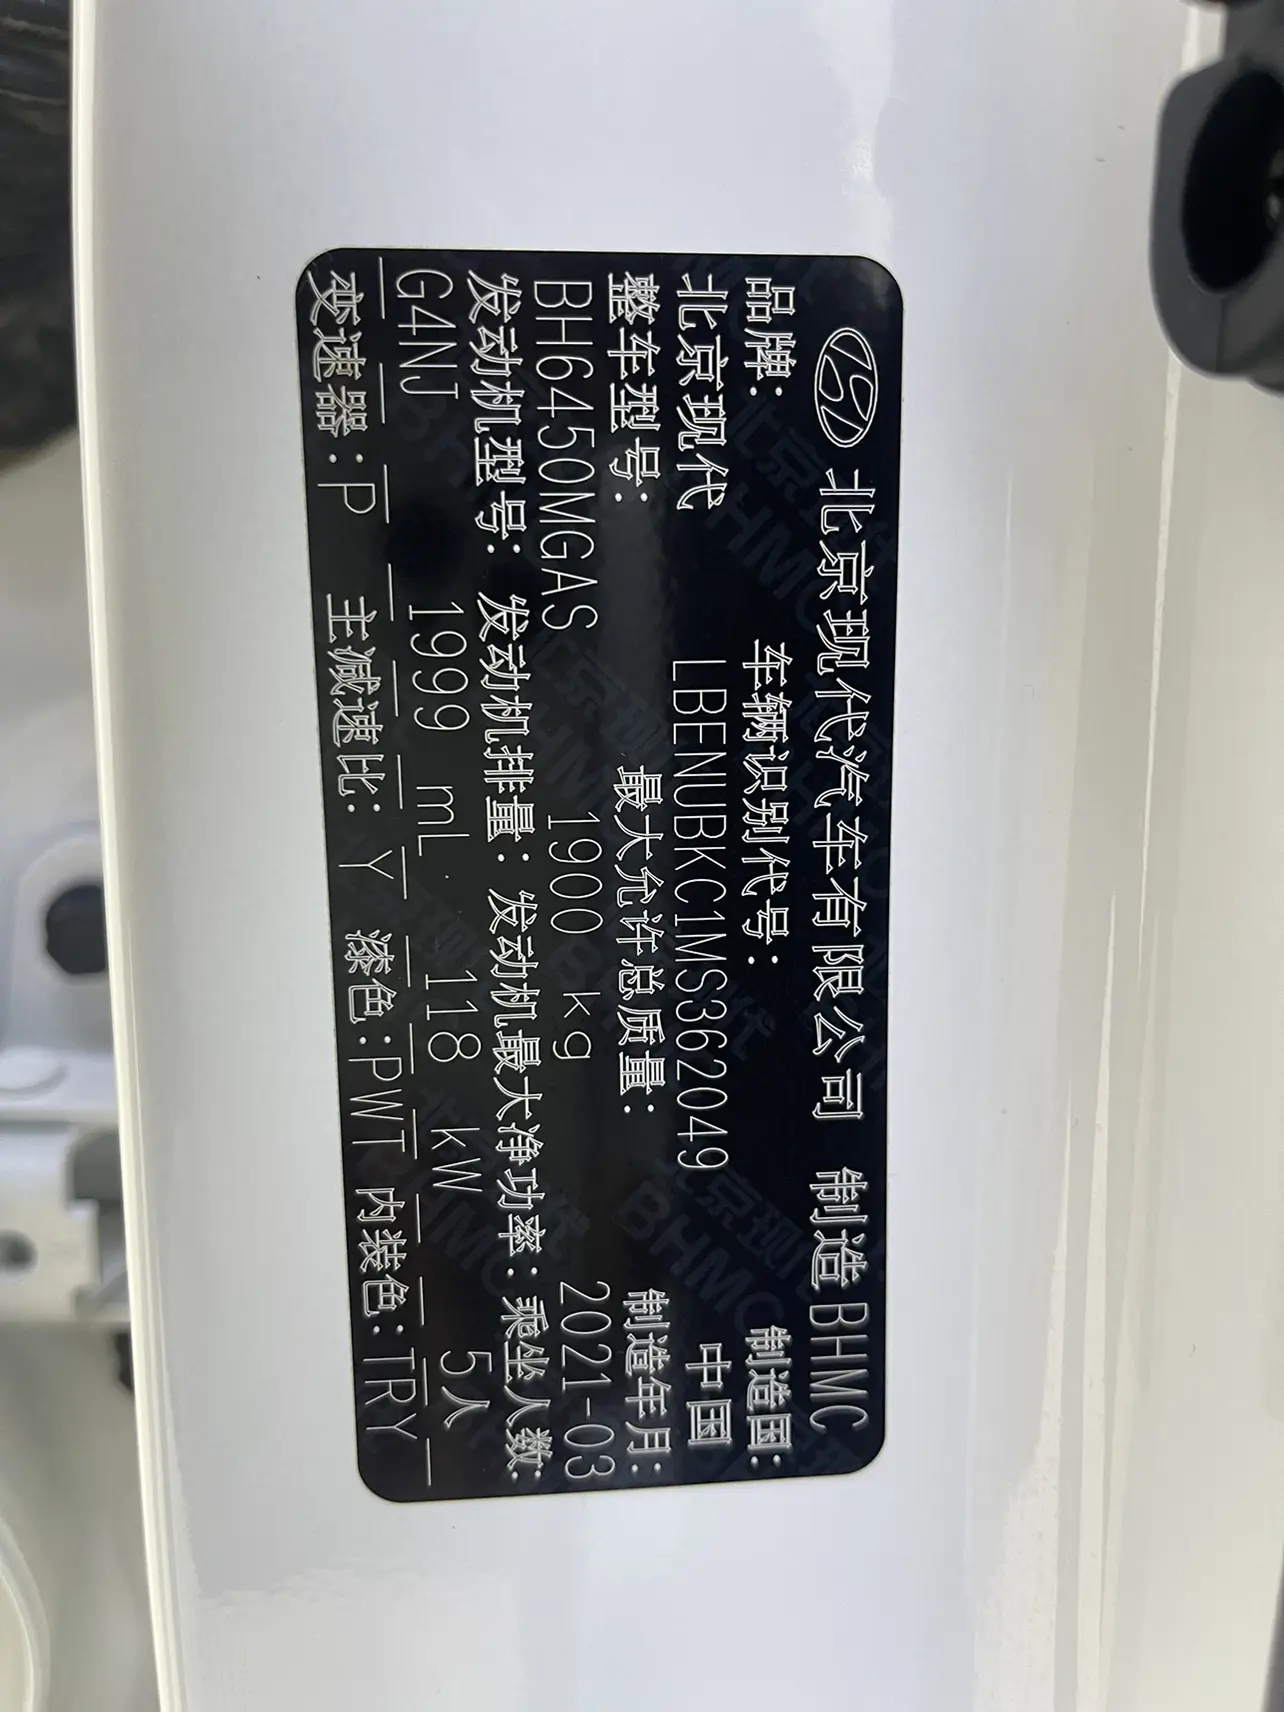 北京现代汽车有限公司 制造 BHMC
品牌: 车辆识别代号: 制造国:
北京现代 LBENUBKC1MS362049 中国
整车型号: 最大允许总质量: 制造年月:
BH6450MGAS 1900 kg 2021-03
发动机型号: 发动机排量: 发动机最大净功率: 乘坐人数:
G4NJ 1999 mL 118 kW 5人
变速器:P 主减速比: Y 漆色:PWT 内装色:TRY